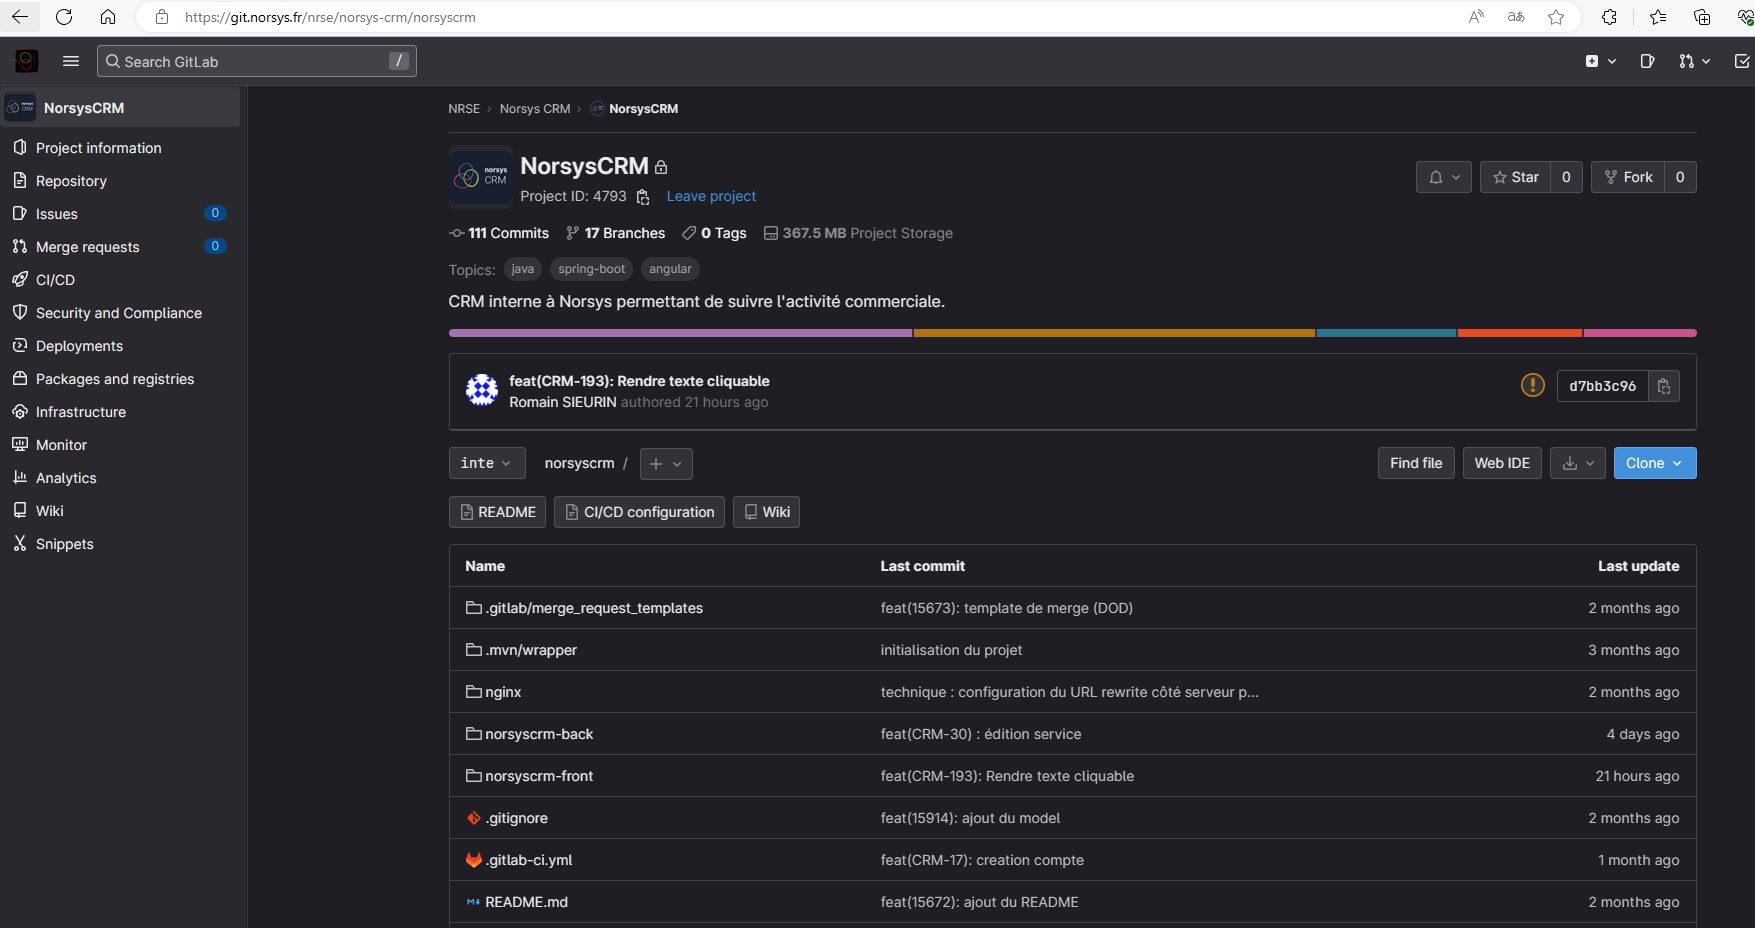 https://git.norsys.fr/nrse/norsys-crm/norsyscrm
Search GitLab /
NorsysCRM
Project information
Repository
Issues 0
Merge requests 0
CI/CD
Security and Compliance
Deployments
Packages and registries
Infrastructure
Monitor
Analytics
Wiki
Snippets
NRSE › Norsys CRM › NorsysCRM
norsys
CRM
NorsysCRM
Project ID: 4793 Leave project
Star 0 Fork 0
111 Commits 17 Branches 0 Tags 367.5 MB Project Storage
Topics: java spring-boot angular
CRM interne à Norsys permettant de suivre l'activité commerciale.
feat(CRM-193): Rendre texte cliquable
Romain SIEURIN authored 21 hours ago
d7bb3c96
inte norsyscrm / + Find file Web IDE Clone
README CI/CD configuration Wiki
Name Last commit Last update
.gitlab/merge_request_templates feat(15673): template de merge (DOD) 2 months ago
.mvn/wrapper initialisation du projet 3 months ago
nginx technique : configuration du URL rewrite côté serveur p... 2 months ago
norsyscrm-back feat(CRM-30) : édition service 4 days ago
norsyscrm-front feat(CRM-193): Rendre texte cliquable 21 hours ago
.gitignore feat(15914): ajout du model 2 months ago
.gitlab-ci.yml feat(CRM-17): creation compte 1 month ago
README.md feat(15672): ajout du README 2 months ago